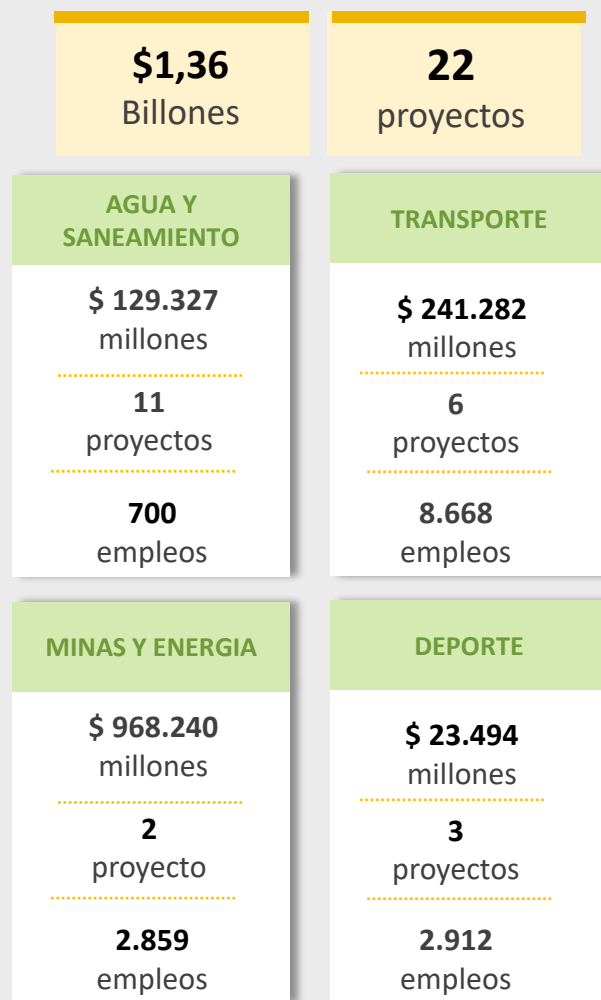 $1,36
Billones
22
proyectos
AGUA Y
SANEAMIENTO
$ 129.327
millones
11
proyectos
700
empleos
TRANSPORTE
$ 241.282
millones
6
proyectos
8.668
empleos
MINAS Y ENERGIA
$ 968.240
millones
2
proyecto
2.859
empleos
DEPORTE
$ 23.494
millones
3
proyectos
2.912
empleos